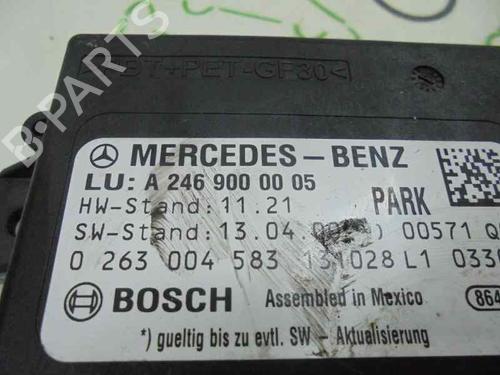 >PBT+PET-GF30<
MERCEDES-BENZ
LU: A 246 900 00 05
HW-Stand: 11.21 PARK
SW-Stand: 13.04 00571
0 263 004 583 131028 L1
BOSCH Assembled in Mexico 864
*) gueltig bis zu evtl. SW - Aktualisierung
B-PARTS